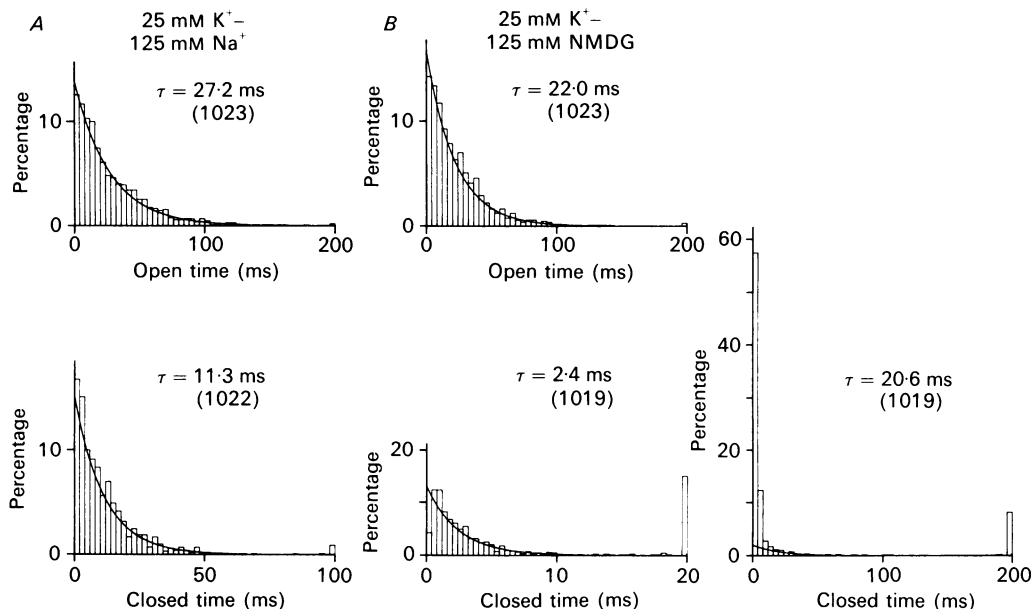 A
25 mM K⁺–
125 mM Na⁺
τ = 27·2 ms
(1023)
Percentage
10
0
0 100 200
Open time (ms)
τ = 11·3 ms
(1022)
Percentage
10
0
0 50 100
Closed time (ms)
B
25 mM K⁺–
125 mM NMDG
τ = 22·0 ms
(1023)
Percentage
10
0
0 100 200
Open time (ms)
τ = 2·4 ms
(1019)
Percentage
20
10
0
0 10 20
Closed time (ms)
60
40
20
0
Percentage
τ = 20·6 ms
(1019)
0 100 200
Closed time (ms)